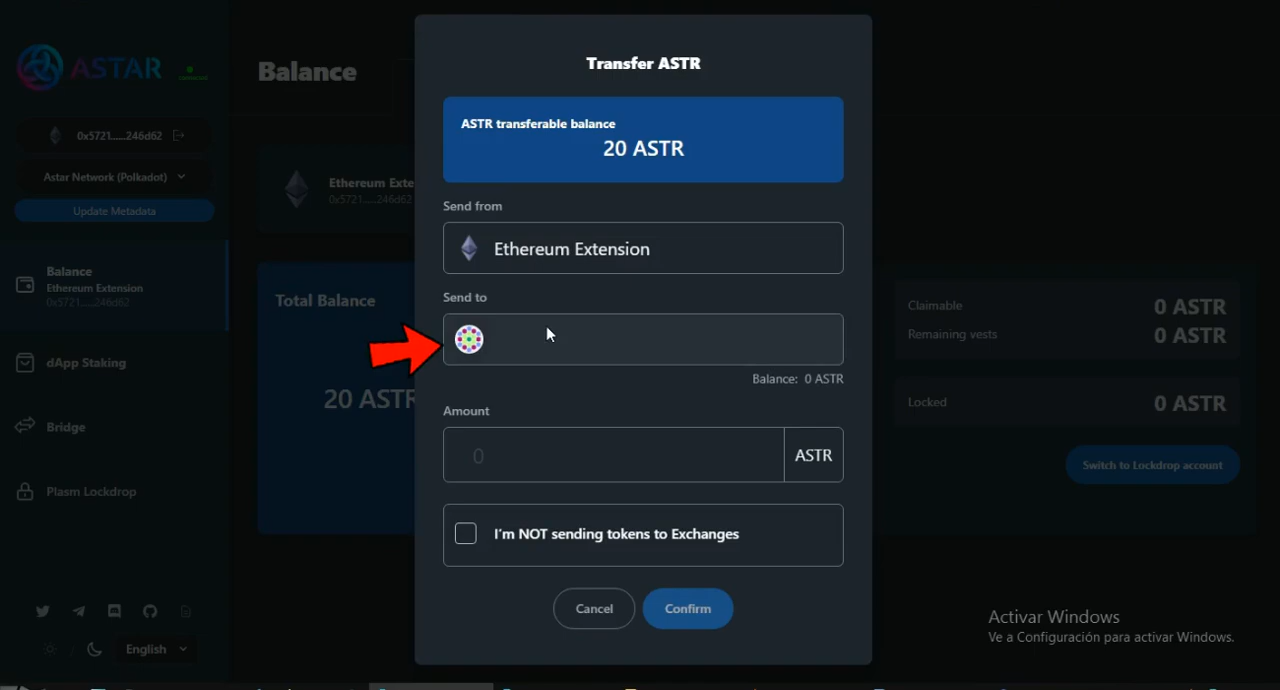 ASTAR
0x5721......246d62
Astar Network (Polkadot)
Update Metadata
Balance
Ethereum Extension
0x5721......246d62
dApp Staking
Bridge
Plasm Lockdrop
English
Balance
Ethereum Exte
0x5721......246d62
Total Balance
20 ASTR
Transfer ASTR
ASTR transferable balance
20 ASTR
Send from
Ethereum Extension
Send to
Balance: 0 ASTR
Amount
0
ASTR
I'm NOT sending tokens to Exchanges
Cancel
Confirm
Claimable
0 ASTR
Remaining vests
0 ASTR
Locked
0 ASTR
Switch to Lockdrop account
Activar Windows
Ve a Configuración para activar Windows.